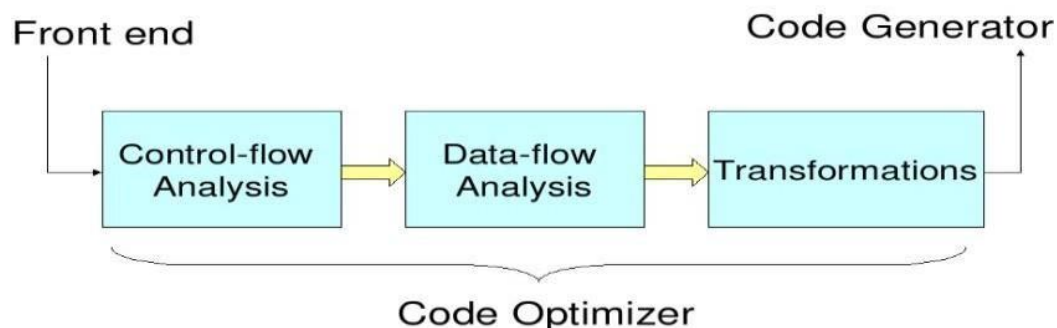 Front end
Code Generator
Control-flow
Analysis
Data-flow
Analysis
Transformations
Code Optimizer